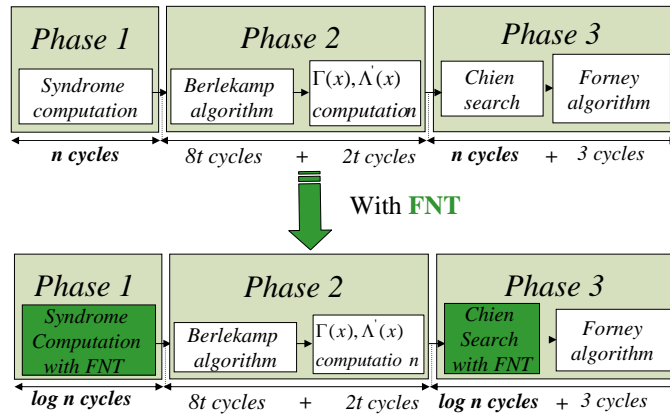 Phase 1
Phase 2
Phase 3
Syndrome
computation
Berlekamp
algorithm
Γ(x),Λ'(x)
computation
Chien
search
Forney
algorithm
n cycles
8t cycles + 2t cycles
n cycles + 3 cycles
With FNT
Phase 1
Phase 2
Phase 3
Syndrome
Computation
with FNT
Berlekamp
algorithm
Γ(x),Λ'(x)
computatio n
Chien
Search
with FNT
Forney
algorithm
log n cycles
8t cycles + 2t cycles
log n cycles + 3 cycles